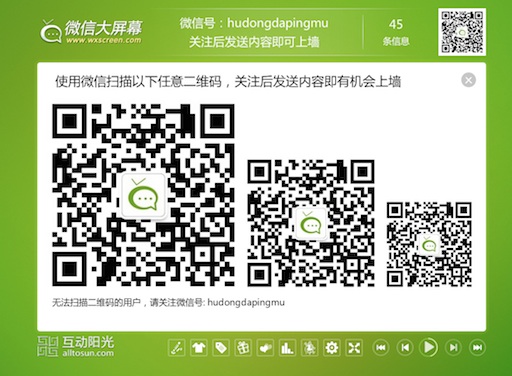 微信大屏幕
www.wxscreen.com
微信号：hudongdapingmu
关注后发送内容即可上墙
45
条信息
使用微信扫描以下任意二维码，关注后发送内容即有机会上墙
无法扫描二维码的用户，请关注微信号: hudongdapingmu
互动阳光
alltosun.com